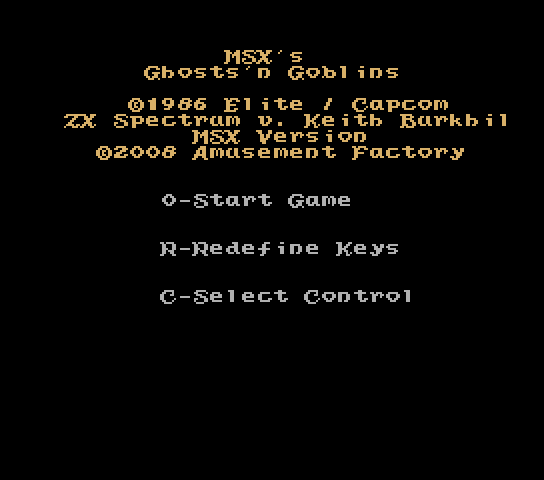 MSX's
Ghosts'n Goblins
©1986 Elite / Capcom
ZX Spectrum v. Keith Burkhil
MSX Version
©2008 Amusement Factory
0-Start Game
R-Redefine Keys
C-Select Control